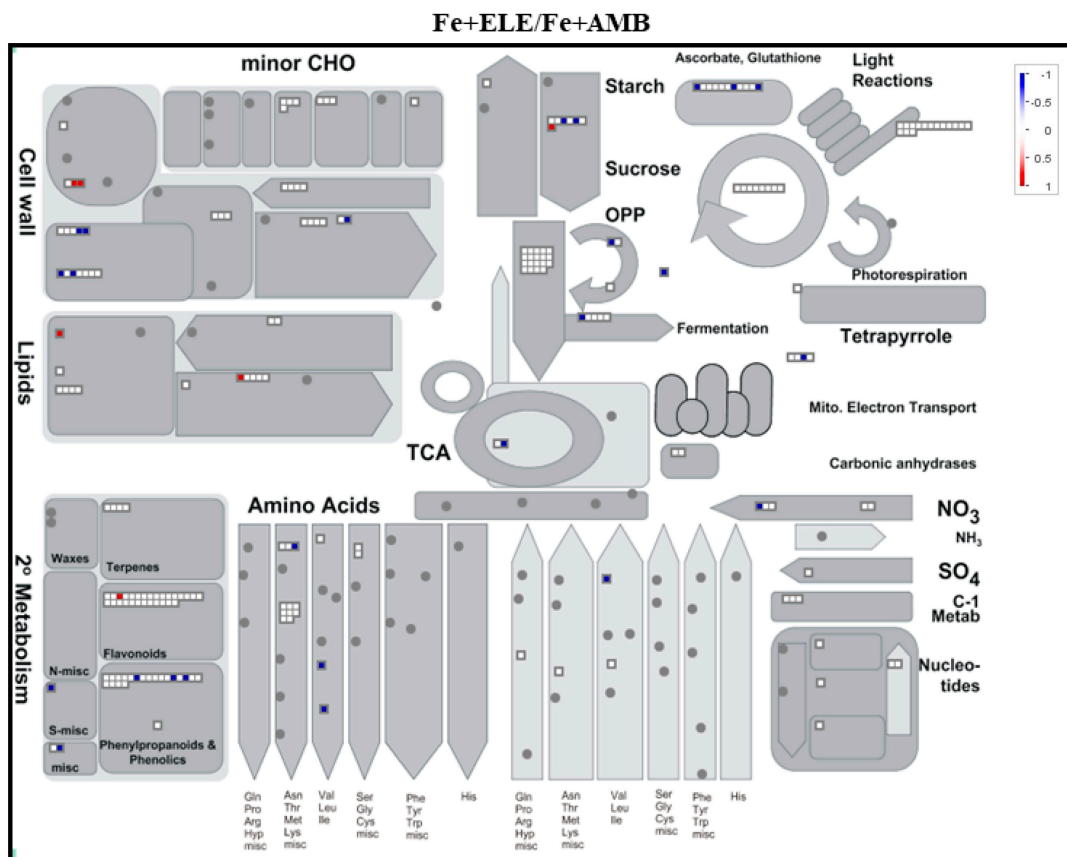 Fe+ELE/Fe+AMB
minor CHO
Starch
Sucrose
OPP
Ascorbate, Glutathione
Light
Reactions
-1
-0.5
0
0.5
1
Cell wall
Photorespiration
Tetrapyrrole
Fermentation
Lipids
Mito. Electron Transport
Carbonic anhydrases
TCA
Amino Acids
2º Metabolism
Waxes
Terpenes
N-misc
Flavonoids
S-misc
Phenylpropanoids &
Phenolics
misc
NO3
NH3
SO4
C-1
Metab
Nucleo-
tides
Gln
Pro
Arg
Hyp
misc
Asn
Thr
Met
Lys
misc
Val
Leu
Ile
Ser
Gly
Cys
misc
Phe
Tyr
Trp
misc
His
Gln
Pro
Arg
Hyp
misc
Asn
Thr
Met
Lys
misc
Val
Leu
Ile
Ser
Gly
Cys
misc
Phe
Tyr
Trp
misc
His